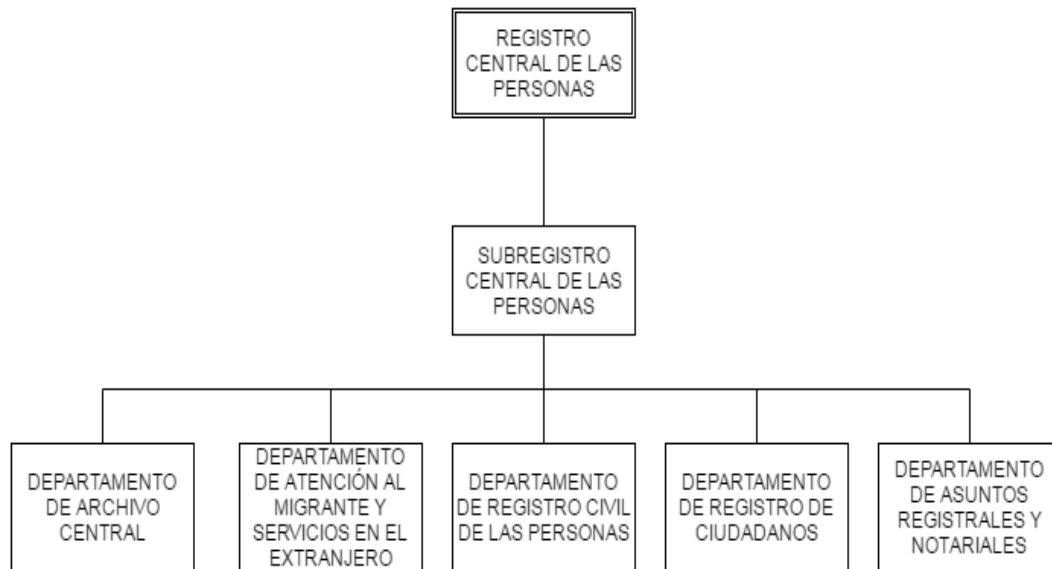 REGISTRO
CENTRAL DE LAS
PERSONAS
SUBREGISTRO
CENTRAL DE LAS
PERSONAS
DEPARTAMENTO
DE ARCHIVO
CENTRAL
DEPARTAMENTO
DE ATENCIÓN AL
MIGRANTE Y
SERVICIOS EN EL
EXTRANJERO
DEPARTAMENTO
DE REGISTRO CIVIL
DE LAS PERSONAS
DEPARTAMENTO
DE REGISTRO DE
CIUDADANOS
DEPARTAMENTO
DE ASUNTOS
REGISTRALES Y
NOTARIALES